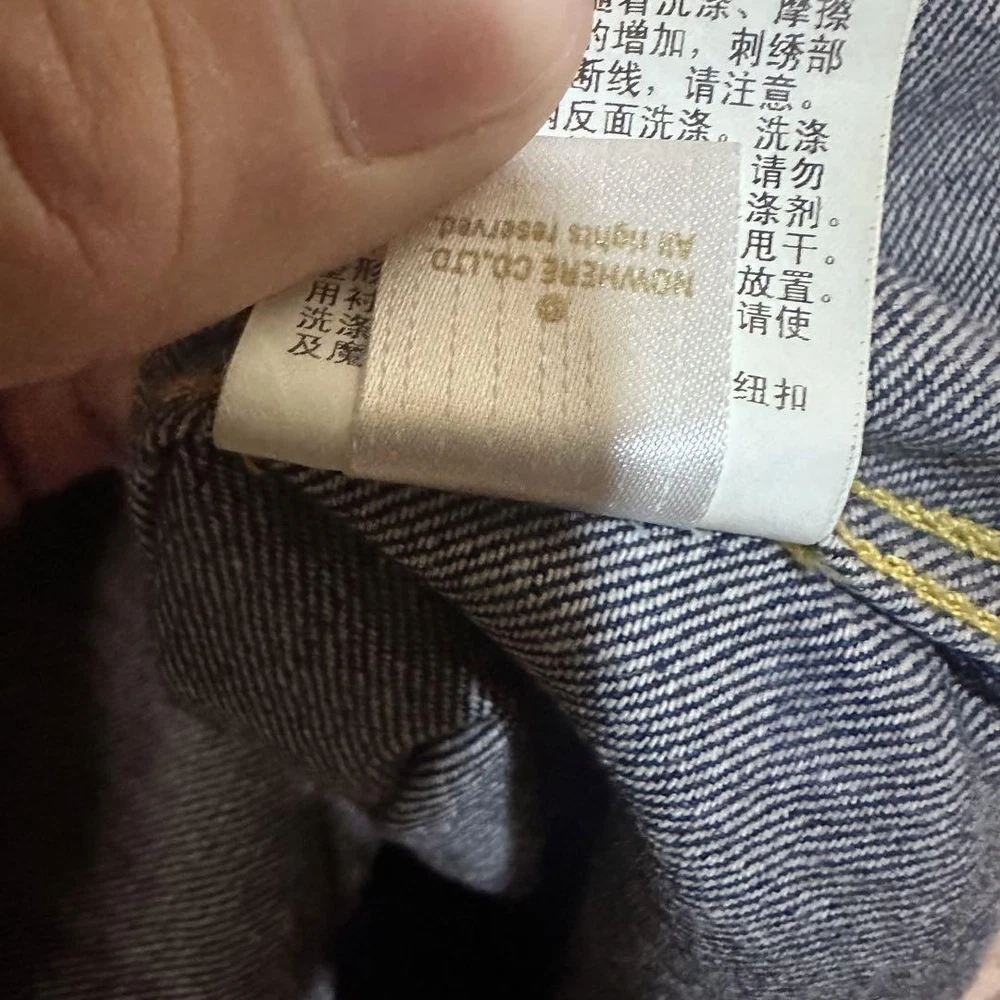 着洗涤、摩擦
的增加，刺绣部
断线，请注意。
反面洗涤。洗涤
请勿
涤剂。
甩干。
放置。
用衬
请使
洗涤
及魔
纽扣
©
NOWHERE CO.,LTD.
All rights reserved.